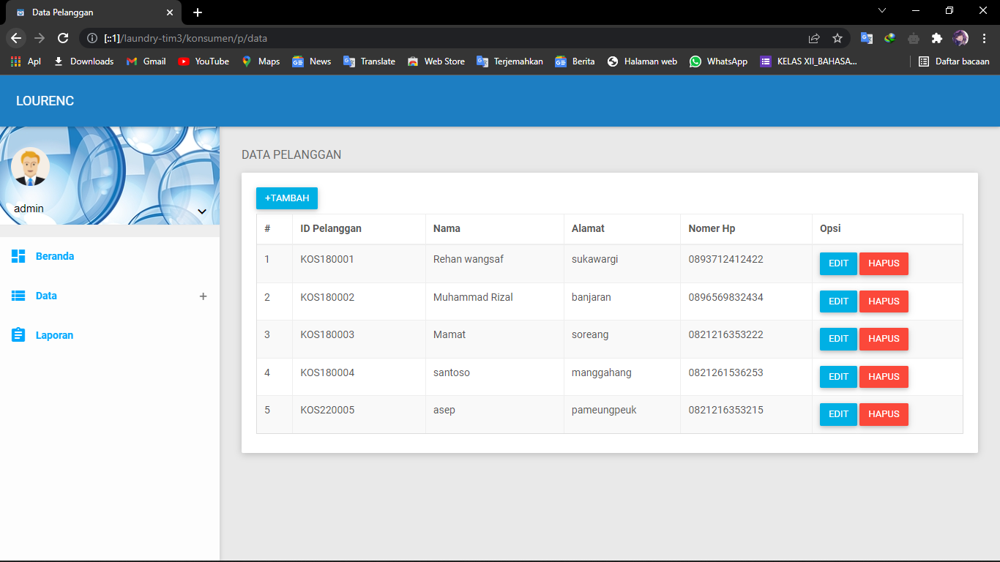 Data Pelanggan
[::1]/laundry-tim3/konsumen/p/data
Apl Downloads Gmail YouTube Maps News Translate Web Store Terjemahkan Berita Halaman web WhatsApp KELAS XII_BAHASA... Daftar bacaan
LOURENC
admin
Beranda
Data +
Laporan
DATA PELANGGAN
+TAMBAH
# ID Pelanggan Nama Alamat Nomer Hp Opsi
1 KOS180001 Rehan wangsaf sukawargi 0893712412422 EDIT HAPUS
2 KOS180002 Muhammad Rizal banjaran 0896569832434 EDIT HAPUS
3 KOS180003 Mamat soreang 0821216353222 EDIT HAPUS
4 KOS180004 santoso manggahang 0821261536253 EDIT HAPUS
5 KOS220005 asep pameungpeuk 0821216353215 EDIT HAPUS